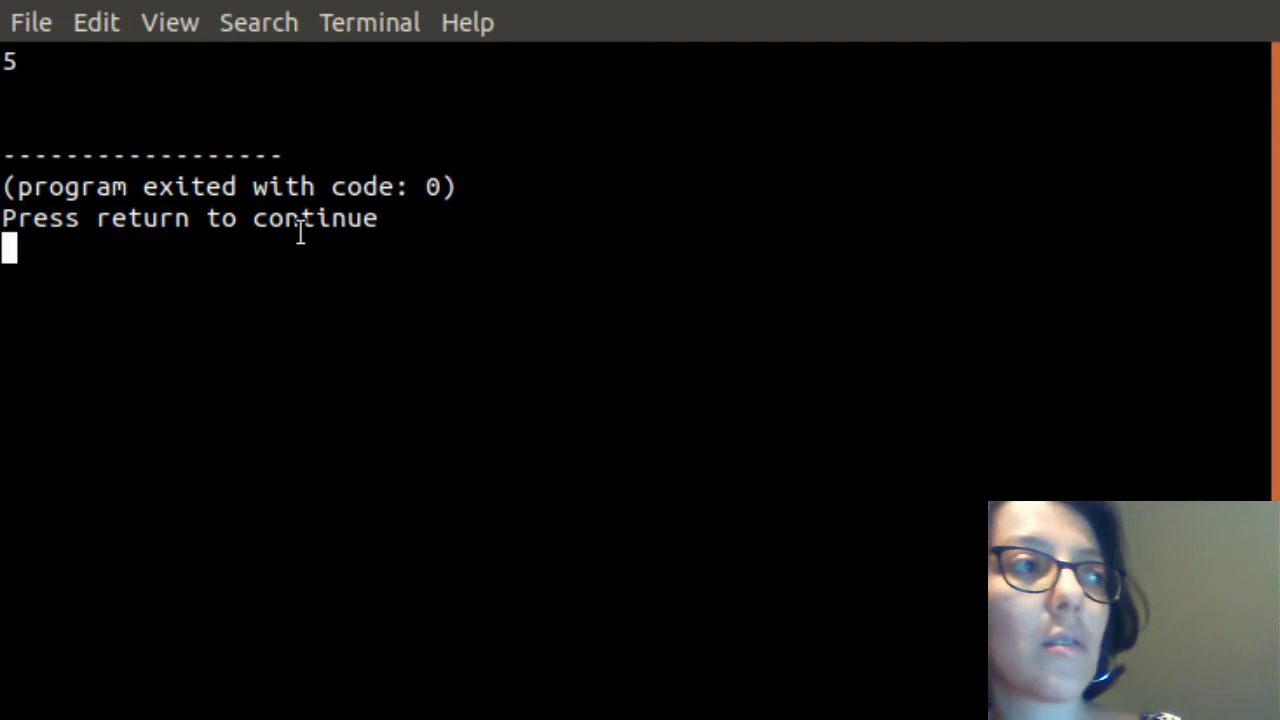 File Edit View Search Terminal Help
5
------------------
(program exited with code: 0)
Press return to continue